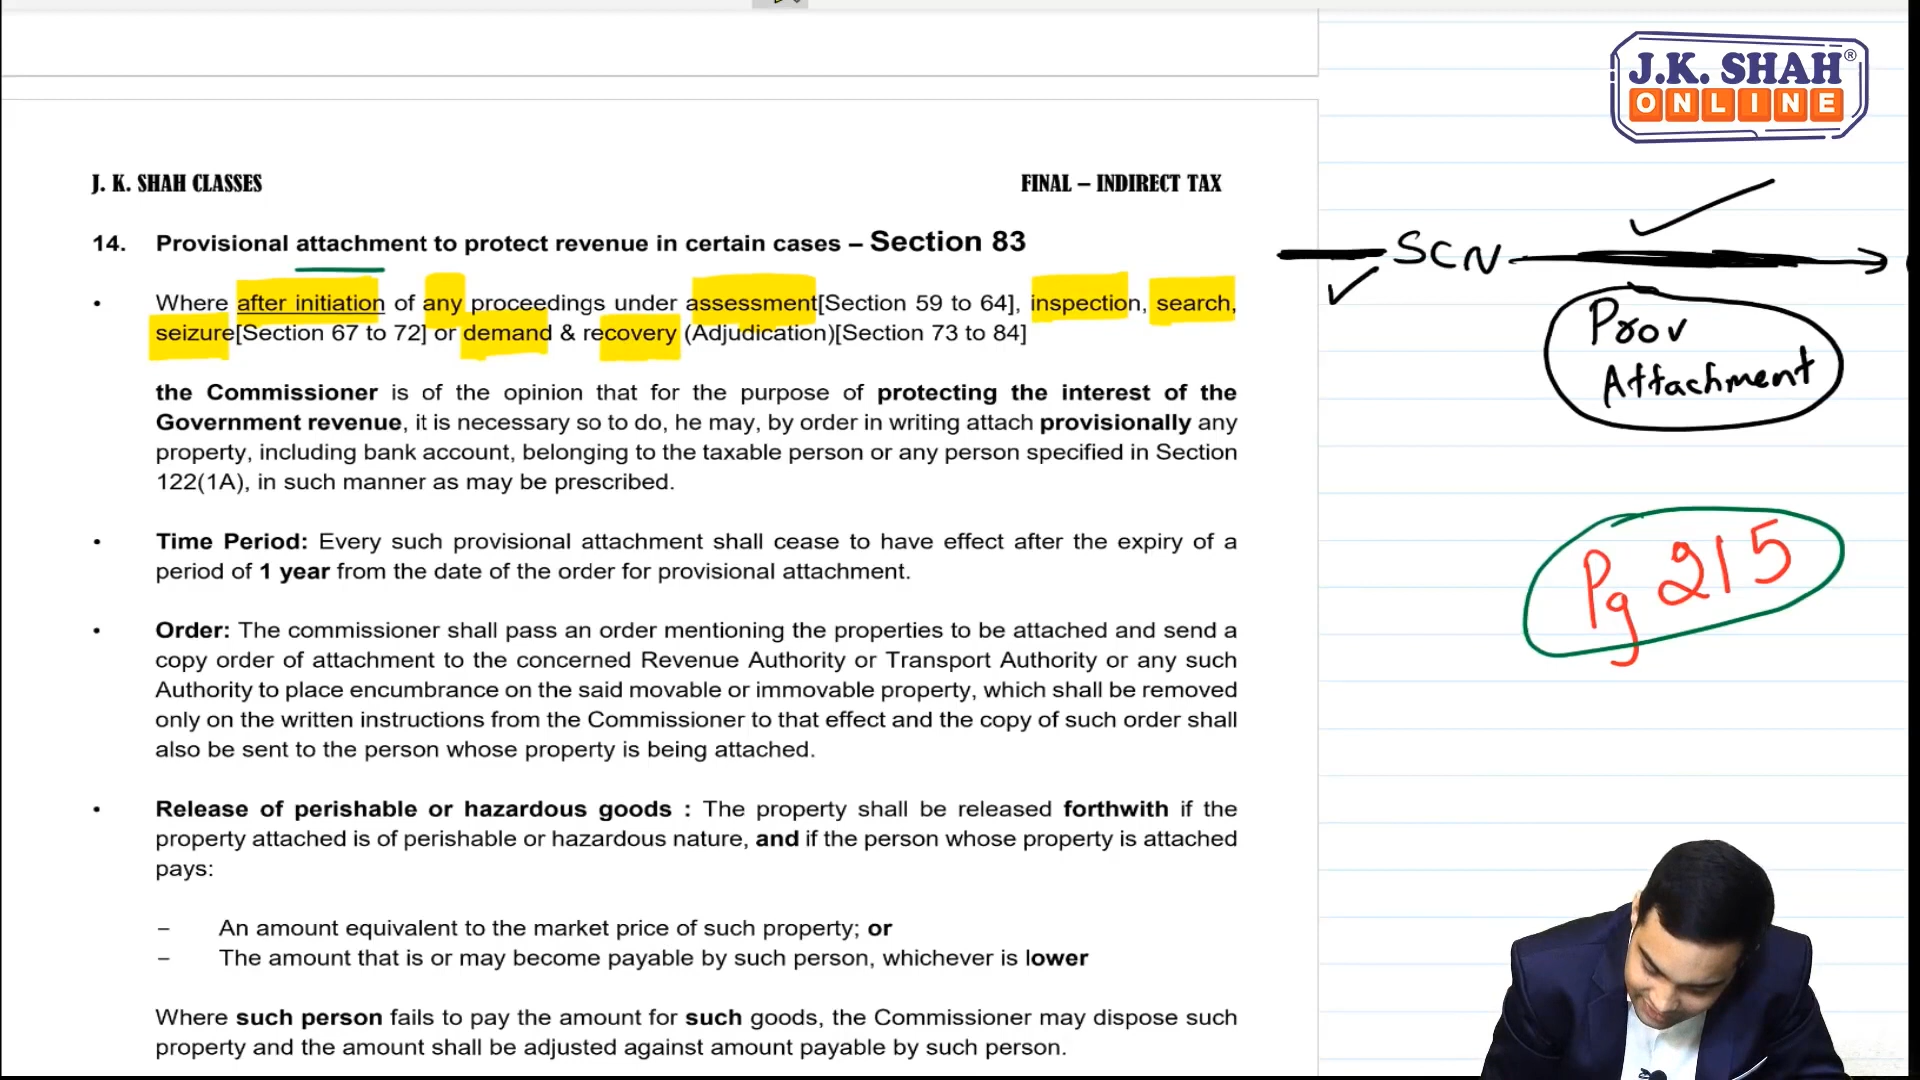 J.K. SHAH®
ONLINE
J. K. SHAH CLASSES
FINAL – INDIRECT TAX
14. Provisional attachment to protect revenue in certain cases – Section 83
• Where after initiation of any proceedings under assessment[Section 59 to 64], inspection, search,
seizure[Section 67 to 72] or demand & recovery (Adjudication)[Section 73 to 84]
the Commissioner is of the opinion that for the purpose of protecting the interest of the
Government revenue, it is necessary so to do, he may, by order in writing attach provisionally any
property, including bank account, belonging to the taxable person or any person specified in Section
122(1A), in such manner as may be prescribed.
• Time Period: Every such provisional attachment shall cease to have effect after the expiry of a
period of 1 year from the date of the order for provisional attachment.
• Order: The commissioner shall pass an order mentioning the properties to be attached and send a
copy order of attachment to the concerned Revenue Authority or Transport Authority or any such
Authority to place encumbrance on the said movable or immovable property, which shall be removed
only on the written instructions from the Commissioner to that effect and the copy of such order shall
also be sent to the person whose property is being attached.
• Release of perishable or hazardous goods : The property shall be released forthwith if the
property attached is of perishable or hazardous nature, and if the person whose property is attached
pays:
– An amount equivalent to the market price of such property; or
– The amount that is or may become payable by such person, whichever is lower
Where such person fails to pay the amount for such goods, the Commissioner may dispose such
property and the amount shall be adjusted against amount payable by such person.
SCN
Prov
Attachment
Pg 215